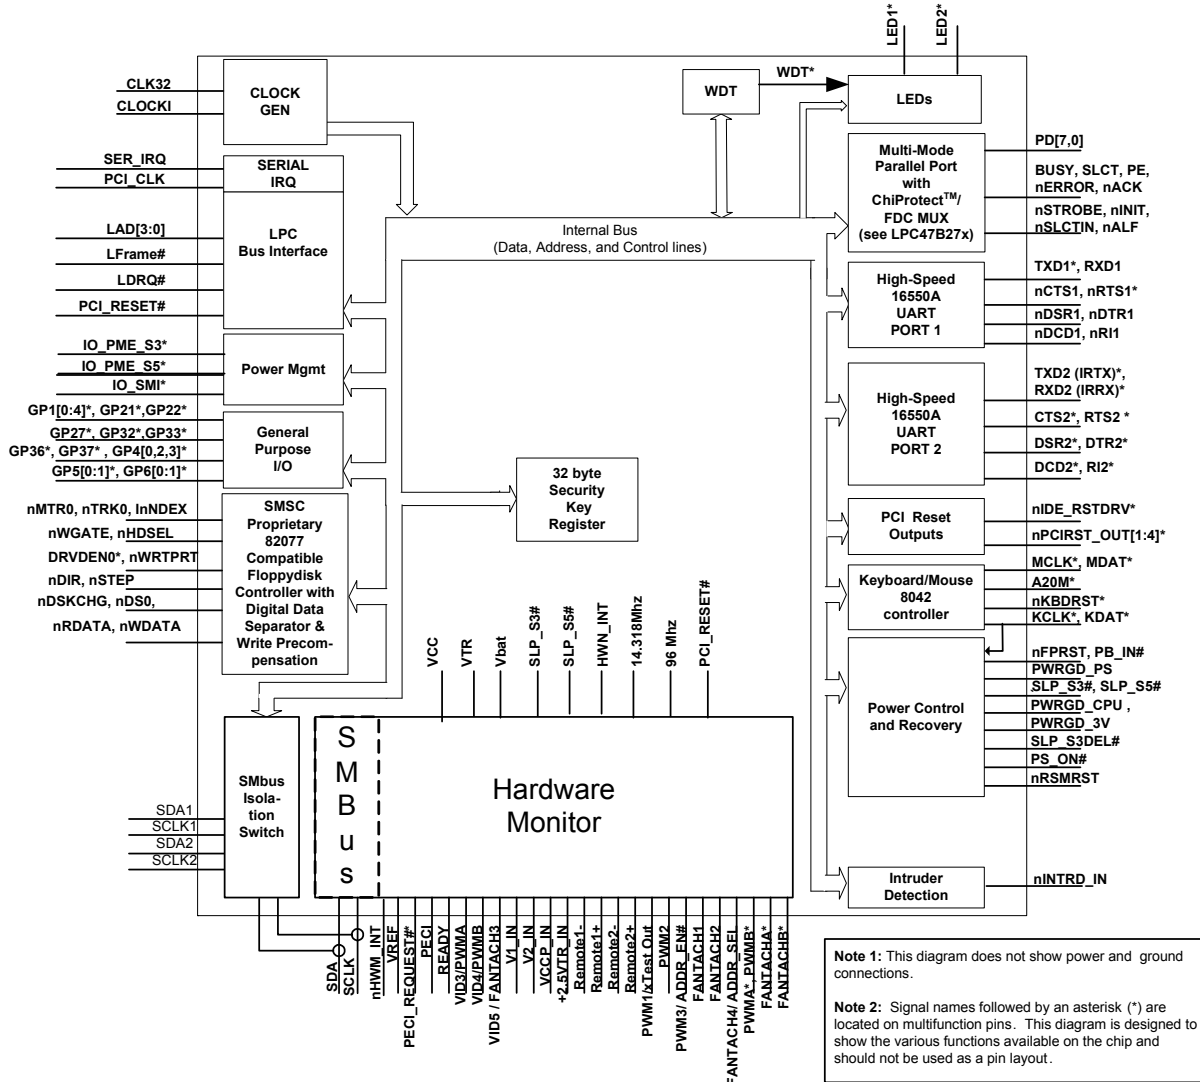 LED1*
LED2*
CLK32
CLOCKI
CLOCK
GEN
WDT
WDT*
LEDs
SER_IRQ
PCI_CLK
SERIAL
IRQ
LAD[3:0]
LFrame#
LDRQ#
PCI_RESET#
LPC
Bus Interface
Internal Bus
(Data, Address, and Control lines)
Multi-Mode
Parallel Port
with
ChiProtect™/
FDC MUX
(see LPC47B27x)
PD[7,0]
BUSY, SLCT, PE,
nERROR, nACK
nSTROBE, nINIT,
nSLCTIN, nALF
High-Speed
16550A
UART
PORT 1
TXD1*, RXD1
nCTS1, nRTS1*
nDSR1, nDTR1
nDCD1, nRI1
IO_PME_S3*
IO_PME_S5*
IO_SMI*
Power Mgmt
High-Speed
16550A
UART
PORT 2
TXD2 (IRTX)*,
RXD2 (IRRX)*
CTS2*, RTS2 *
DSR2*, DTR2*
DCD2*, RI2*
GP1[0:4]*, GP21*,GP22*
GP27*, GP32*,GP33*
GP36*, GP37* , GP4[0,2,3]*
GP5[0:1]*, GP6[0:1]*
General
Purpose
I/O
32 byte
Security
Key
Register
nMTR0, nTRK0, InNDEX
nWGATE, nHDSEL
DRVDEN0*, nWRTPRT
nDIR, nSTEP
nDSKCHG, nDS0,
nRDATA, nWDATA
SMSC
Proprietary
82077
Compatible
Floppydisk
Controller with
Digital Data
Separator &
Write Precom-
pensation
PCI Reset
Outputs
nIDE_RSTDRV*
nPCIRST_OUT[1:4]*
Keyboard/Mouse
8042
controller
MCLK*, MDAT*
A20M*
nKBDRST*
KCLK*, KDAT*
Power Control
and Recovery
nFPRST, PB_IN#
PWRGD_PS
SLP_S3#, SLP_S5#
PWRGD_CPU ,
PWRGD_3V
SLP_S3DEL#
PS_ON#
nRSMRST
VCC
VTR
Vbat
SLP_S3#
SLP_S5#
HWN_INT
14.318Mhz
96 Mhz
PCI_RESET#
SMbus
Isola-
tion
Switch
SDA1
SCLK1
SDA2
SCLK2
S
M
B
u
s
Hardware
Monitor
Intruder
Detection
nINTRD_IN
SDA
SCLK
nHWM_INT
VREF
PECI_REQUEST#*
PECI
READY
VID3/PWMA
VID4/PWMB
VID5 / FANTACH3
V1_IN
V2_IN
VCCP_IN
+2.5VTR_IN
Remote1-
Remote1+
Remote2-
Remote2+
PWM1/xTest Out
PWM2
PWM3/ ADDR_EN#
FANTACH1
FANTACH2
FANTACH4/ ADDR_SEL
PWMA*, PWMB*
FANTACHA*
FANTACHB*
Note 1: This diagram does not show power and ground
connections.
Note 2: Signal names followed by an asterisk (*) are
located on multifunction pins. This diagram is designed to
show the various functions available on the chip and
should not be used as a pin layout.